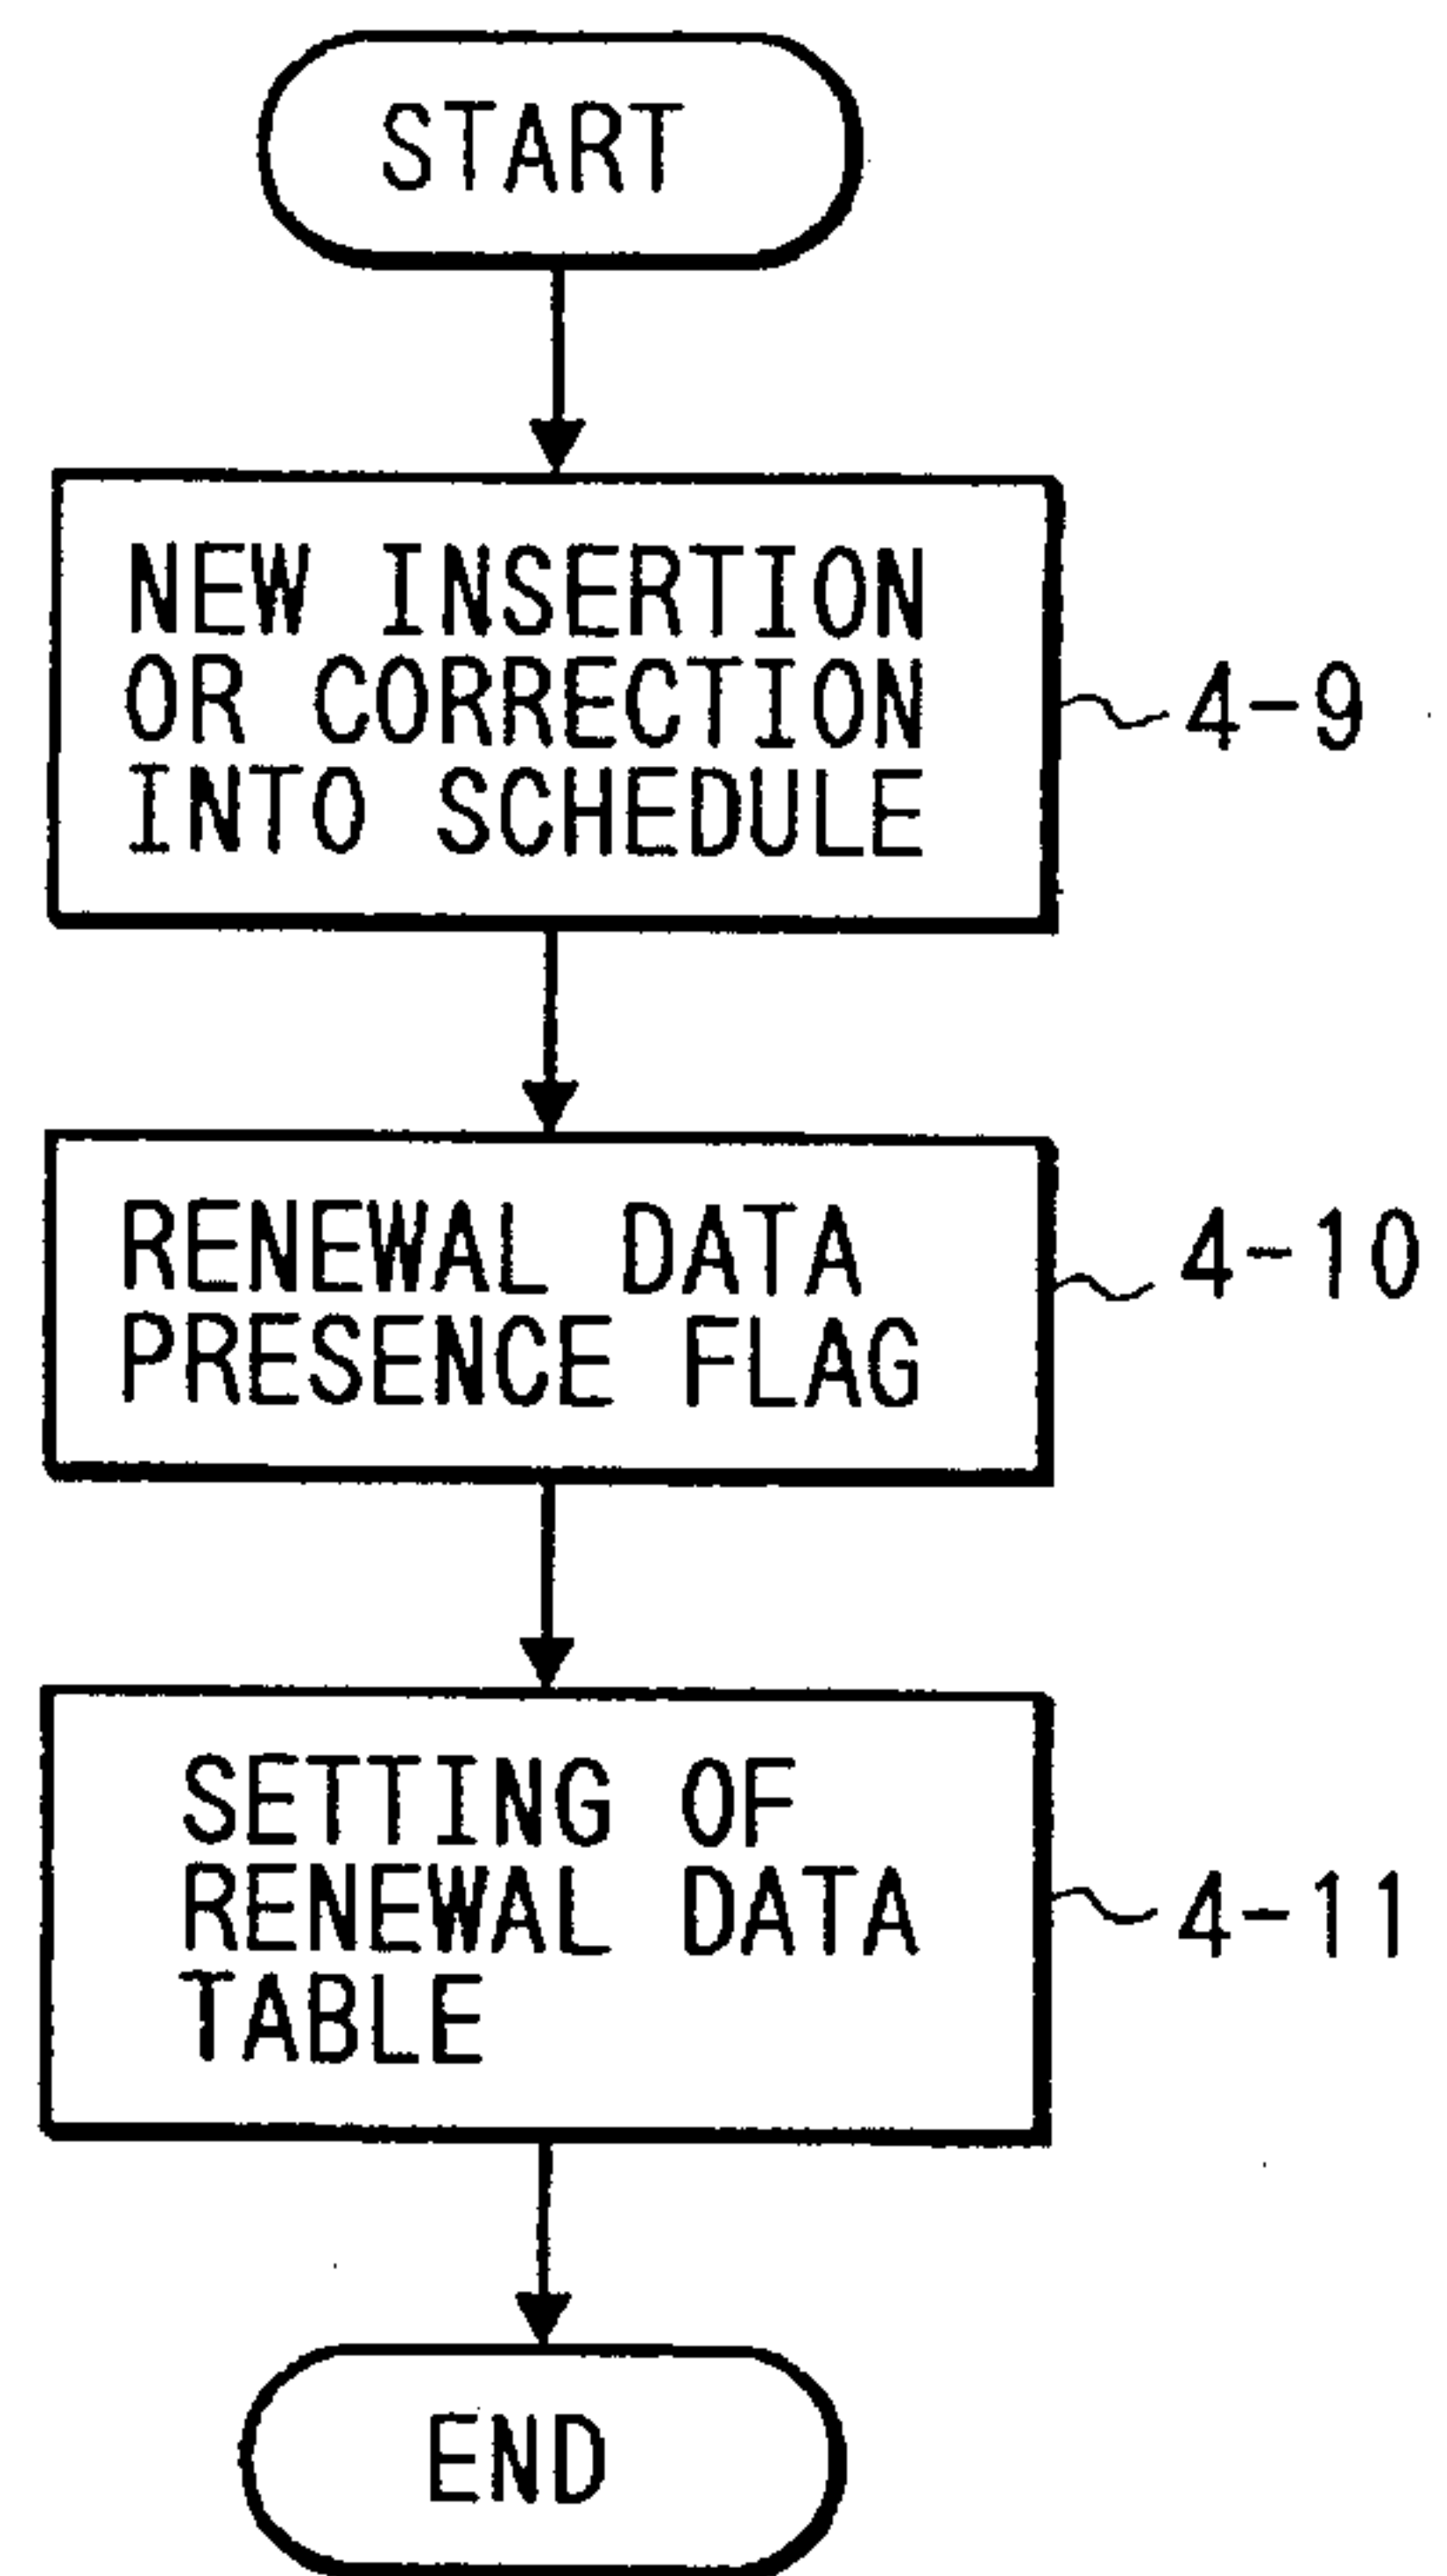 START
NEW INSERTION
OR CORRECTION
INTO SCHEDULE
4-9
RENEWAL DATA
PRESENCE FLAG
4-10
SETTING OF
RENEWAL DATA
TABLE
4-11
END